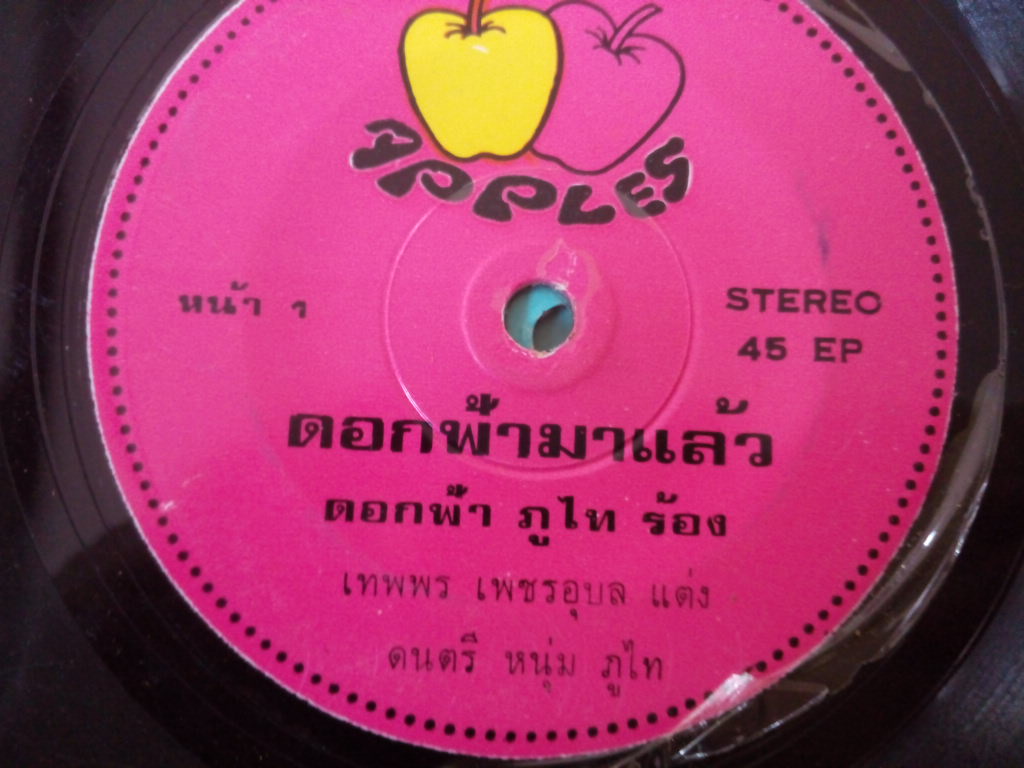 APPLES
หน้า ๑
STEREO
45 EP
ดอกฟ้ามาแล้ว
ดอกฟ้า ภูไท ร้อง
เทพพร เพชรอุบล แต่ง
ดนตรี หนุ่ม ภูไท